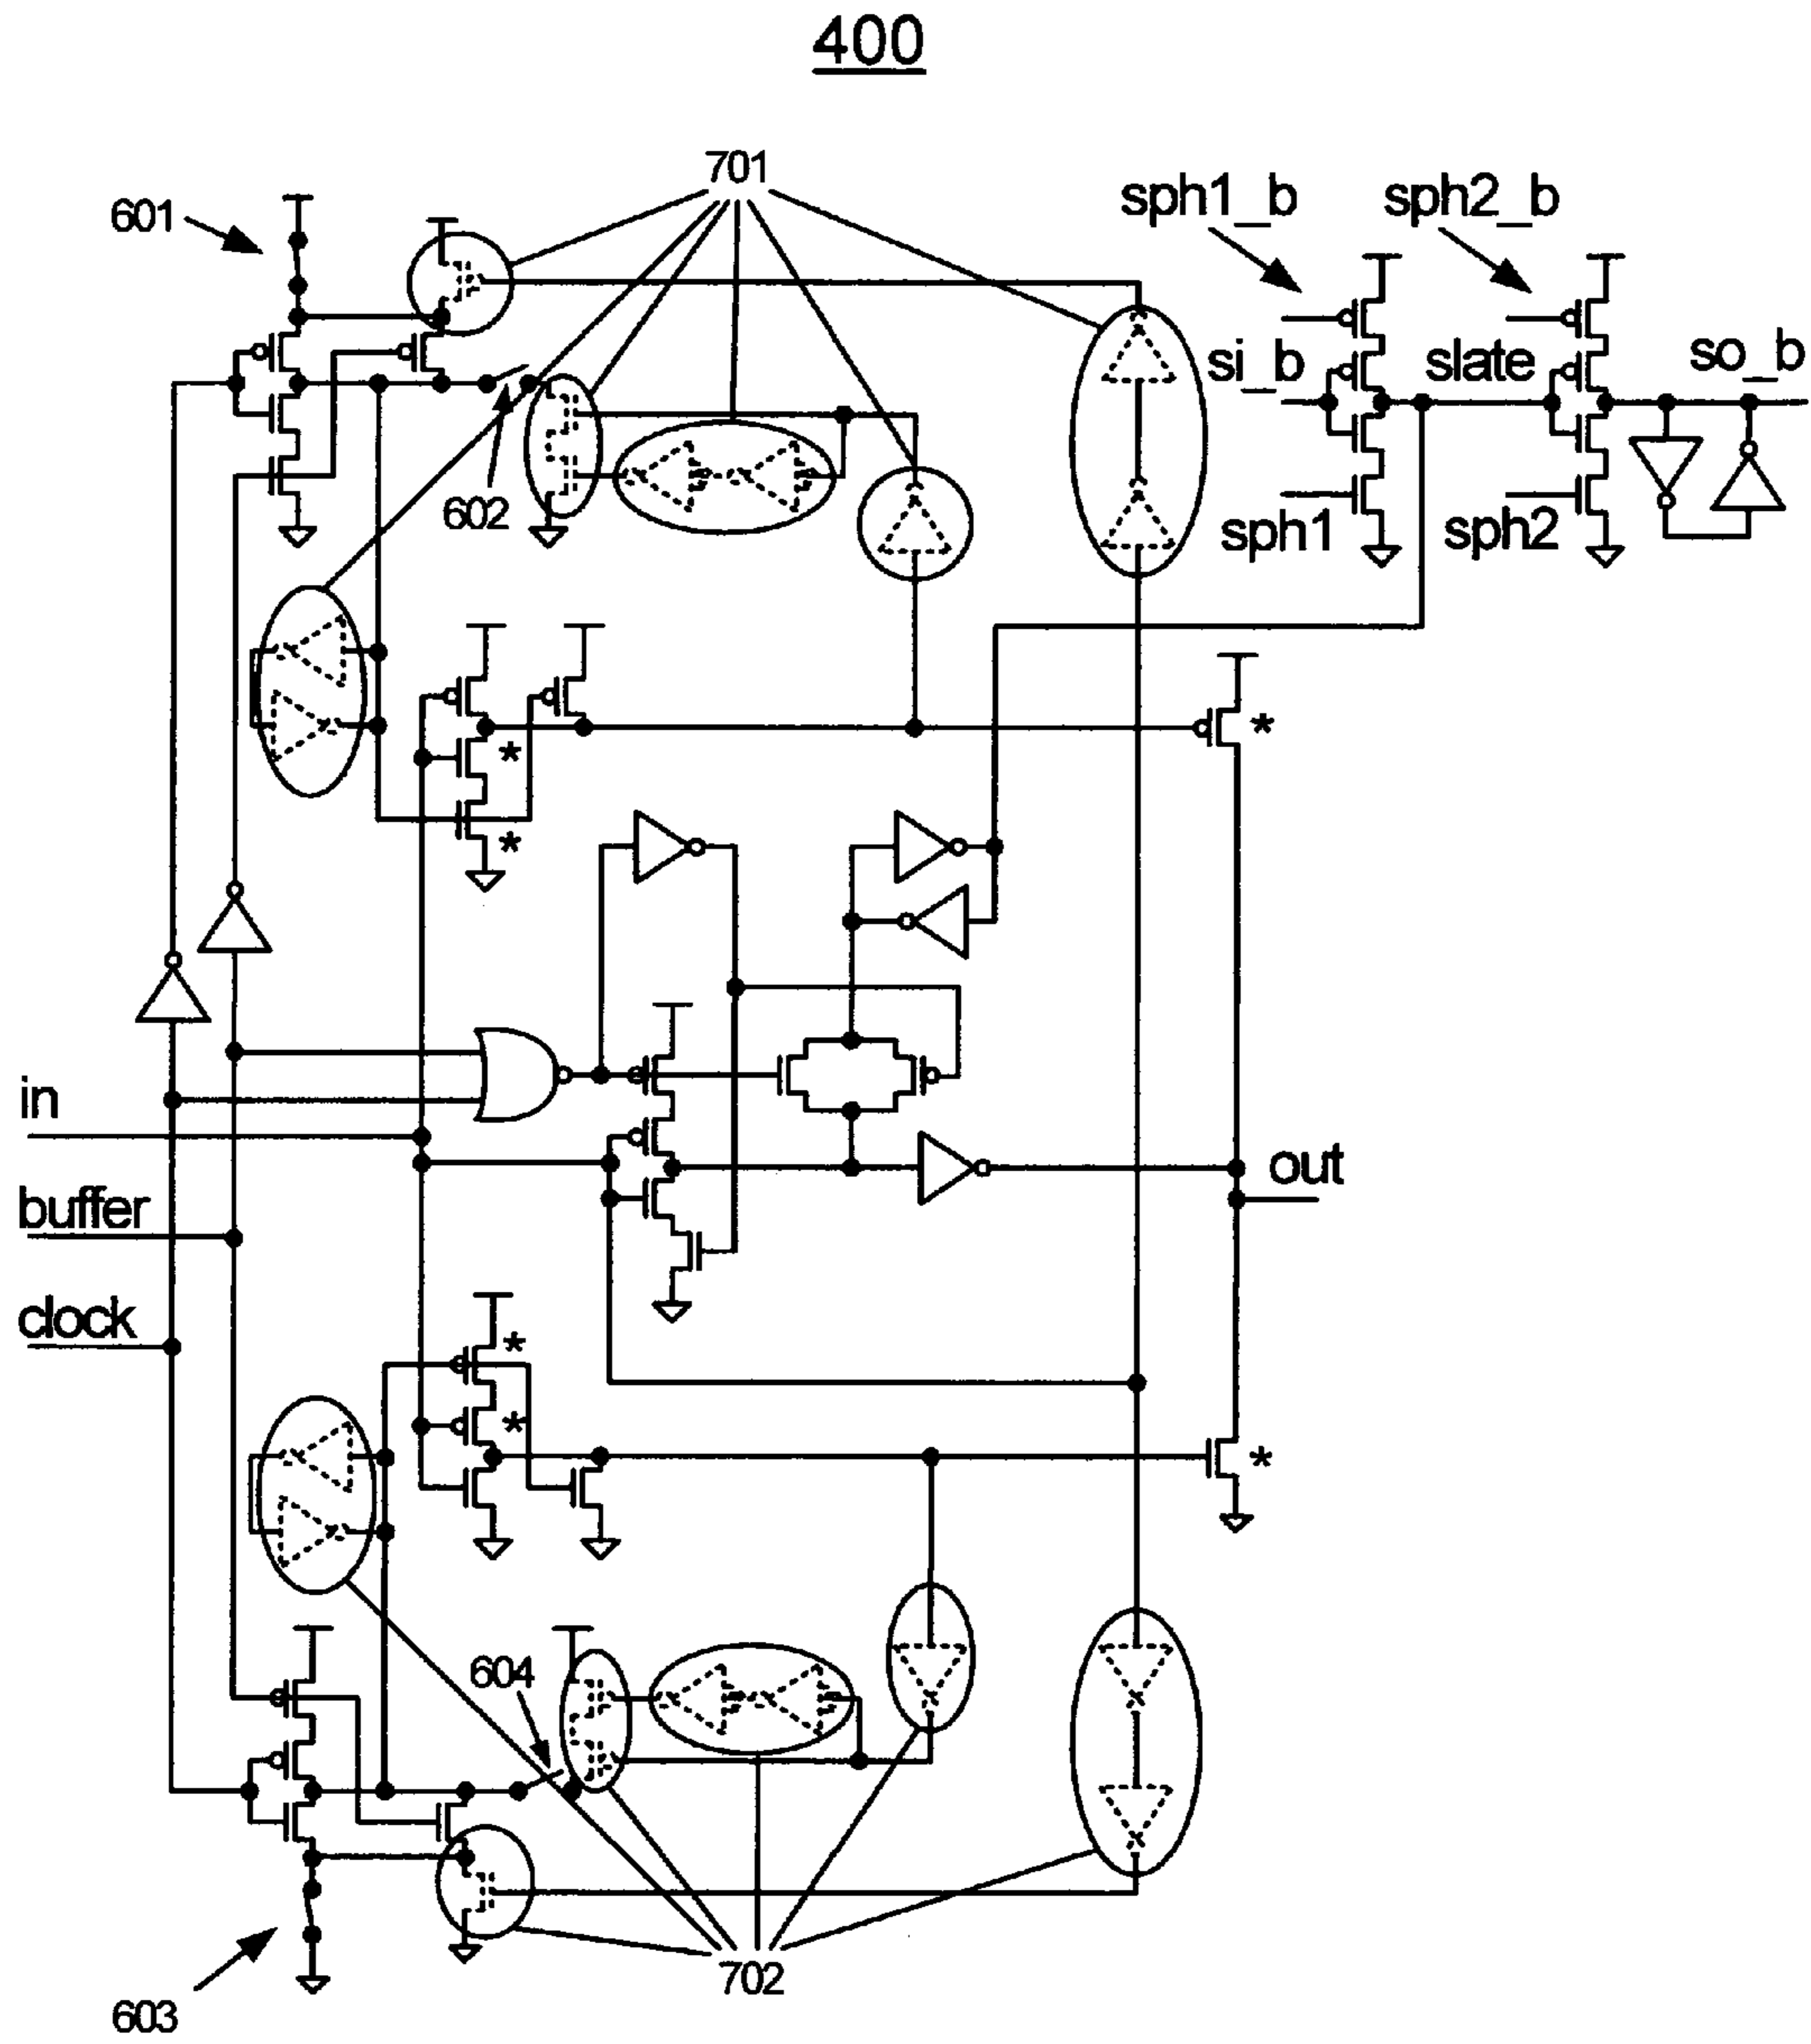 400
701
601
sph1_b
sph2_b
si_b
slate
so_b
602
sph1
sph2
*
*
*
in
out
buffer
clock
*
*
*
604
702
603